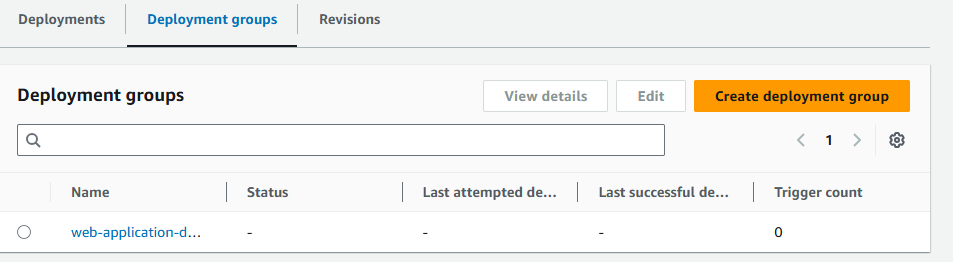 Deployments Deployment groups Revisions
Deployment groups View details Edit Create deployment group
1
Name Status Last attempted de... Last successful de... Trigger count
web-application-d... - - - 0